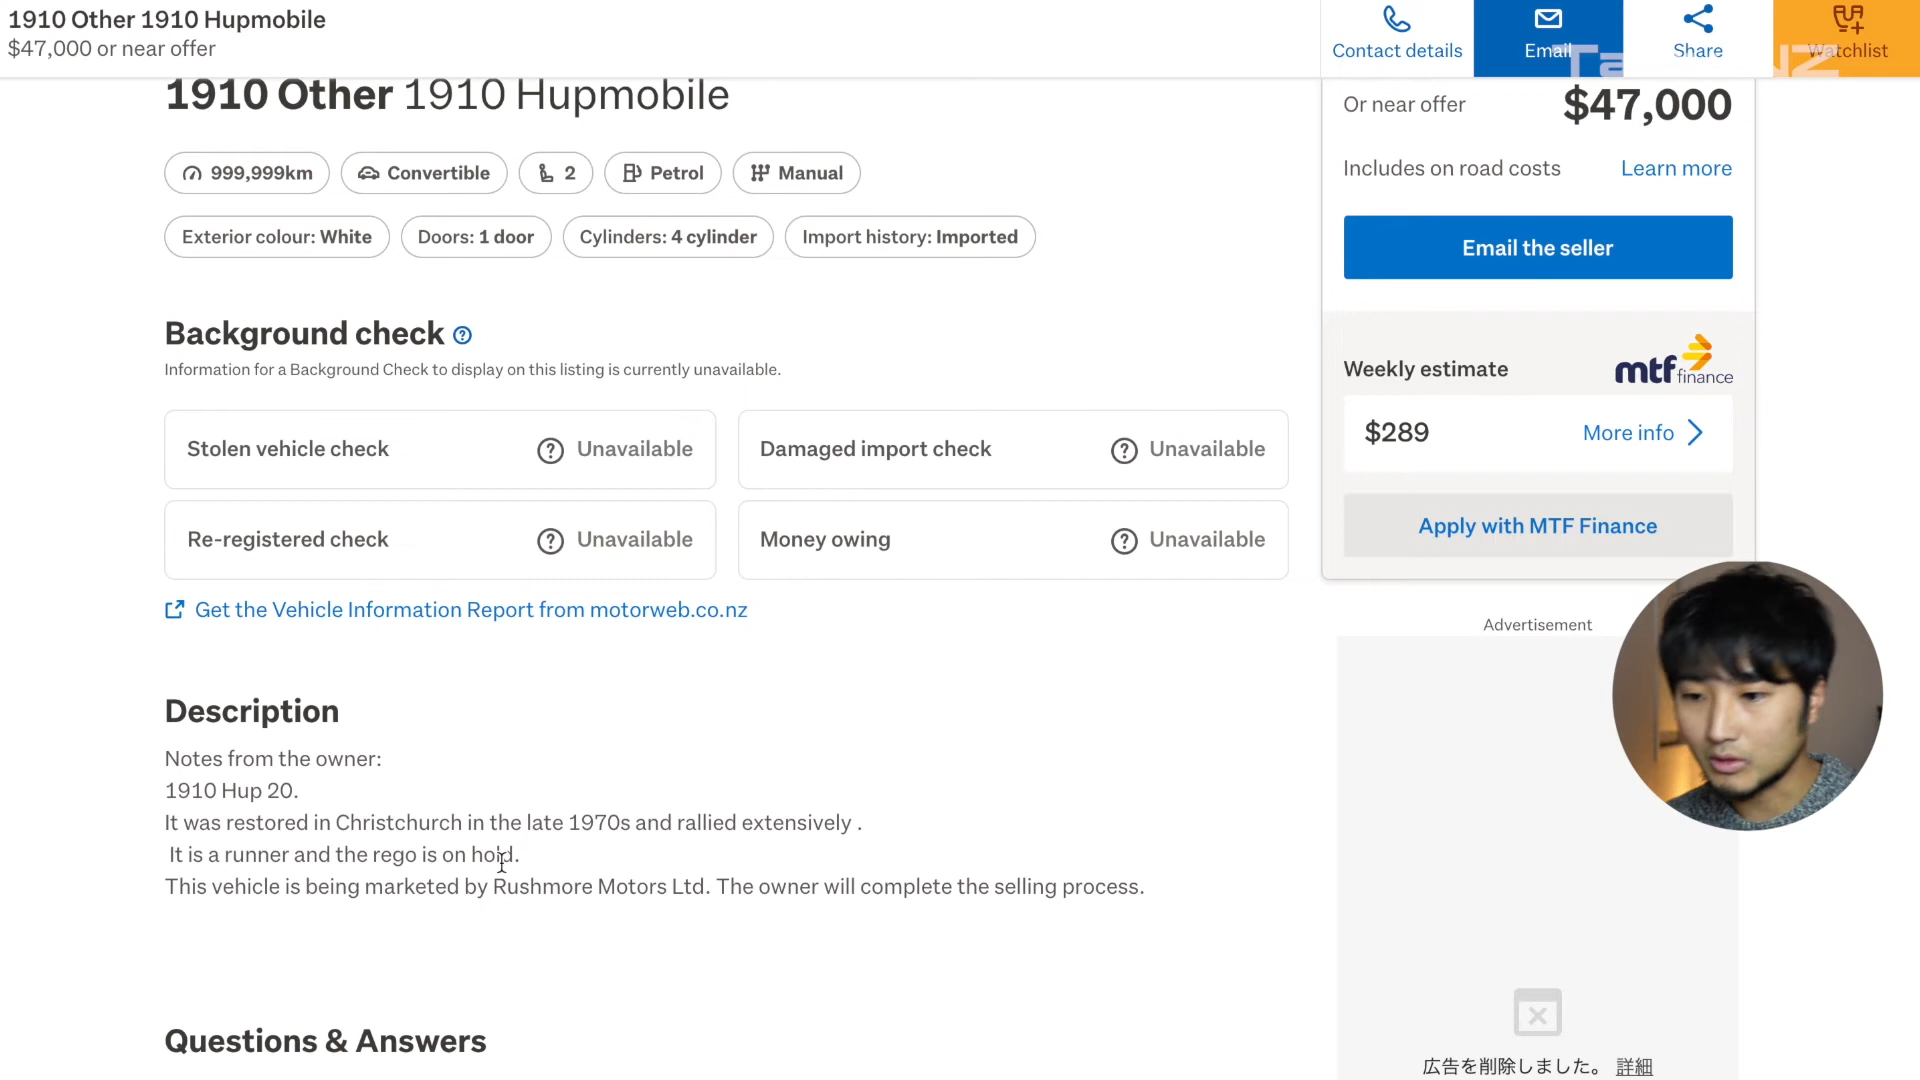 1910 Other 1910 Hupmobile
$47,000 or near offer
Contact details
Email
Share
Watchlist
1910 Other 1910 Hupmobile
999,999km
Convertible
2
Petrol
Manual
Exterior colour: White
Doors: 1 door
Cylinders: 4 cylinder
Import history: Imported
Or near offer
$47,000
Includes on road costs
Learn more
Email the seller
Weekly estimate
mtf finance
$289
More info
Apply with MTF Finance
Background check
Information for a Background Check to display on this listing is currently unavailable.
Stolen vehicle check
Unavailable
Damaged import check
Unavailable
Re-registered check
Unavailable
Money owing
Unavailable
Get the Vehicle Information Report from motorweb.co.nz
Advertisement
Description
Notes from the owner:
1910 Hup 20.
It was restored in Christchurch in the late 1970s and rallied extensively .
It is a runner and the rego is on hold.
This vehicle is being marketed by Rushmore Motors Ltd. The owner will complete the selling process.
Questions & Answers
広告を削除しました。 詳細